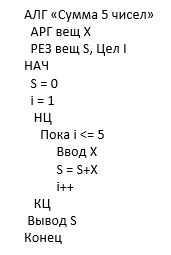 АЛГ «Сумма 5 чисел»
АРГ вещ X
РЕЗ вещ S, Цел I
НАЧ
S = 0
i = 1
НЦ
Пока i <= 5
Ввод X
S = S+X
i++
КЦ
Вывод S
Конец